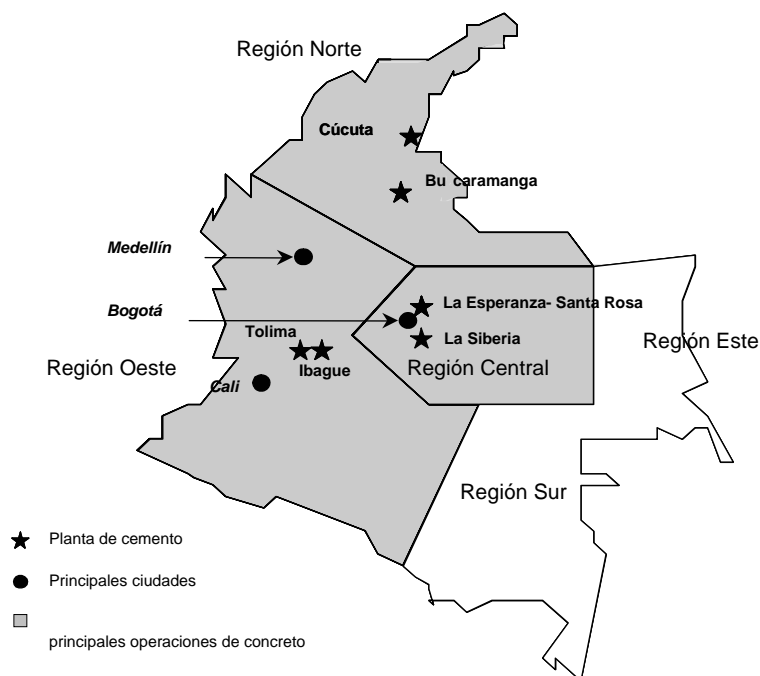 Región Norte
Cúcuta
Bu caramanga
Medellín
Bogotá
La Esperanza- Santa Rosa
Tolima
La Siberia
Región Este
Región Oeste
Ibague
Región Central
Cali
Región Sur
Planta de cemento
Principales ciudades
principales operaciones de concreto